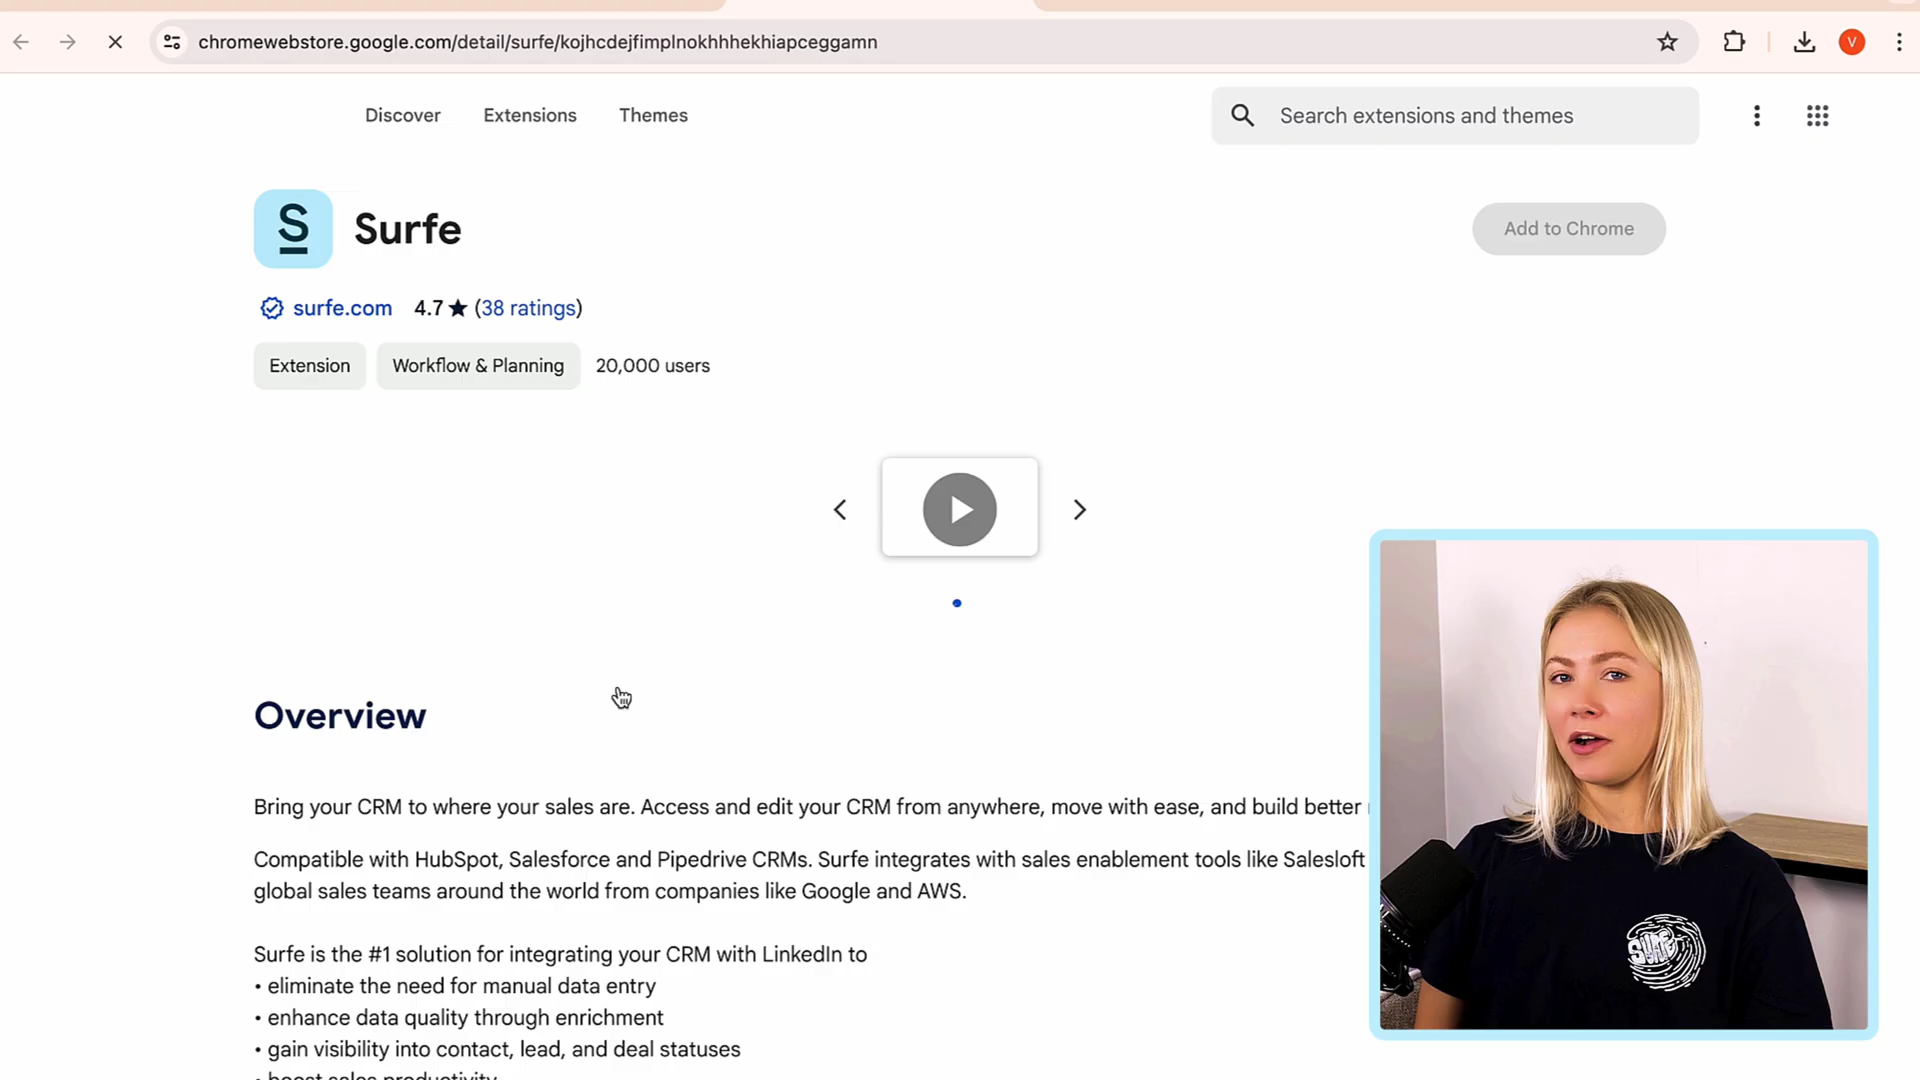 chromewebstore.google.com/detail/surfe/kojhcdejfimplnokhhhekhiapceggamn
V
Discover Extensions Themes
Search extensions and themes
S
Surfe
Add to Chrome
surfe.com 4.7 ★ (38 ratings)
Extension Workflow & Planning 20,000 users
Overview
Bring your CRM to where your sales are. Access and edit your CRM from anywhere, move with ease, and build better
Compatible with HubSpot, Salesforce and Pipedrive CRMs. Surfe integrates with sales enablement tools like Salesloft
global sales teams around the world from companies like Google and AWS.
Surfe is the #1 solution for integrating your CRM with LinkedIn to
• eliminate the need for manual data entry
• enhance data quality through enrichment
• gain visibility into contact, lead, and deal statuses
• boost sales productivity
SURFE